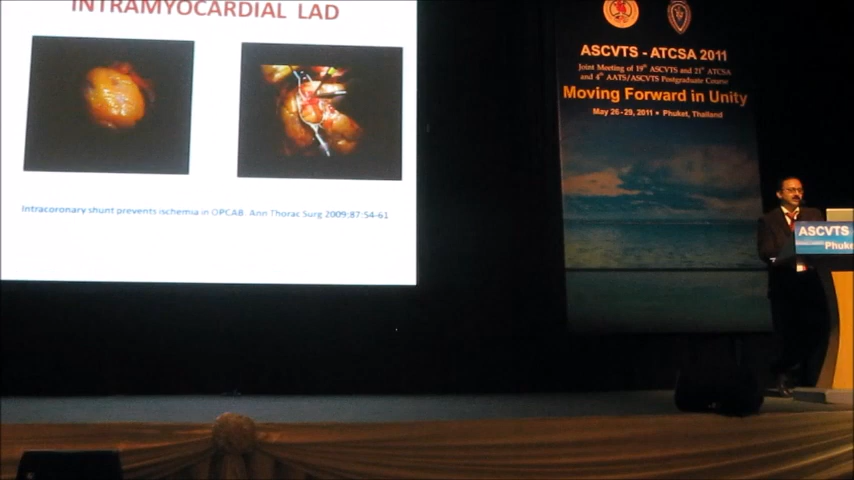 INTRAMYOCARDIAL LAD
Intracoronary shunt prevents ischemia in OPCAB. Ann Thorac Surg 2009;87:54-61
ASCVTS - ATCSA 2011
Joint Meeting of 19th ASCVTS and 21st ATCSA
and 4th AATS/ASCVTS Postgraduate Course
Moving Forward in Unity
May 26-29, 2011 • Phuket, Thailand
ASCVTS
Phuke